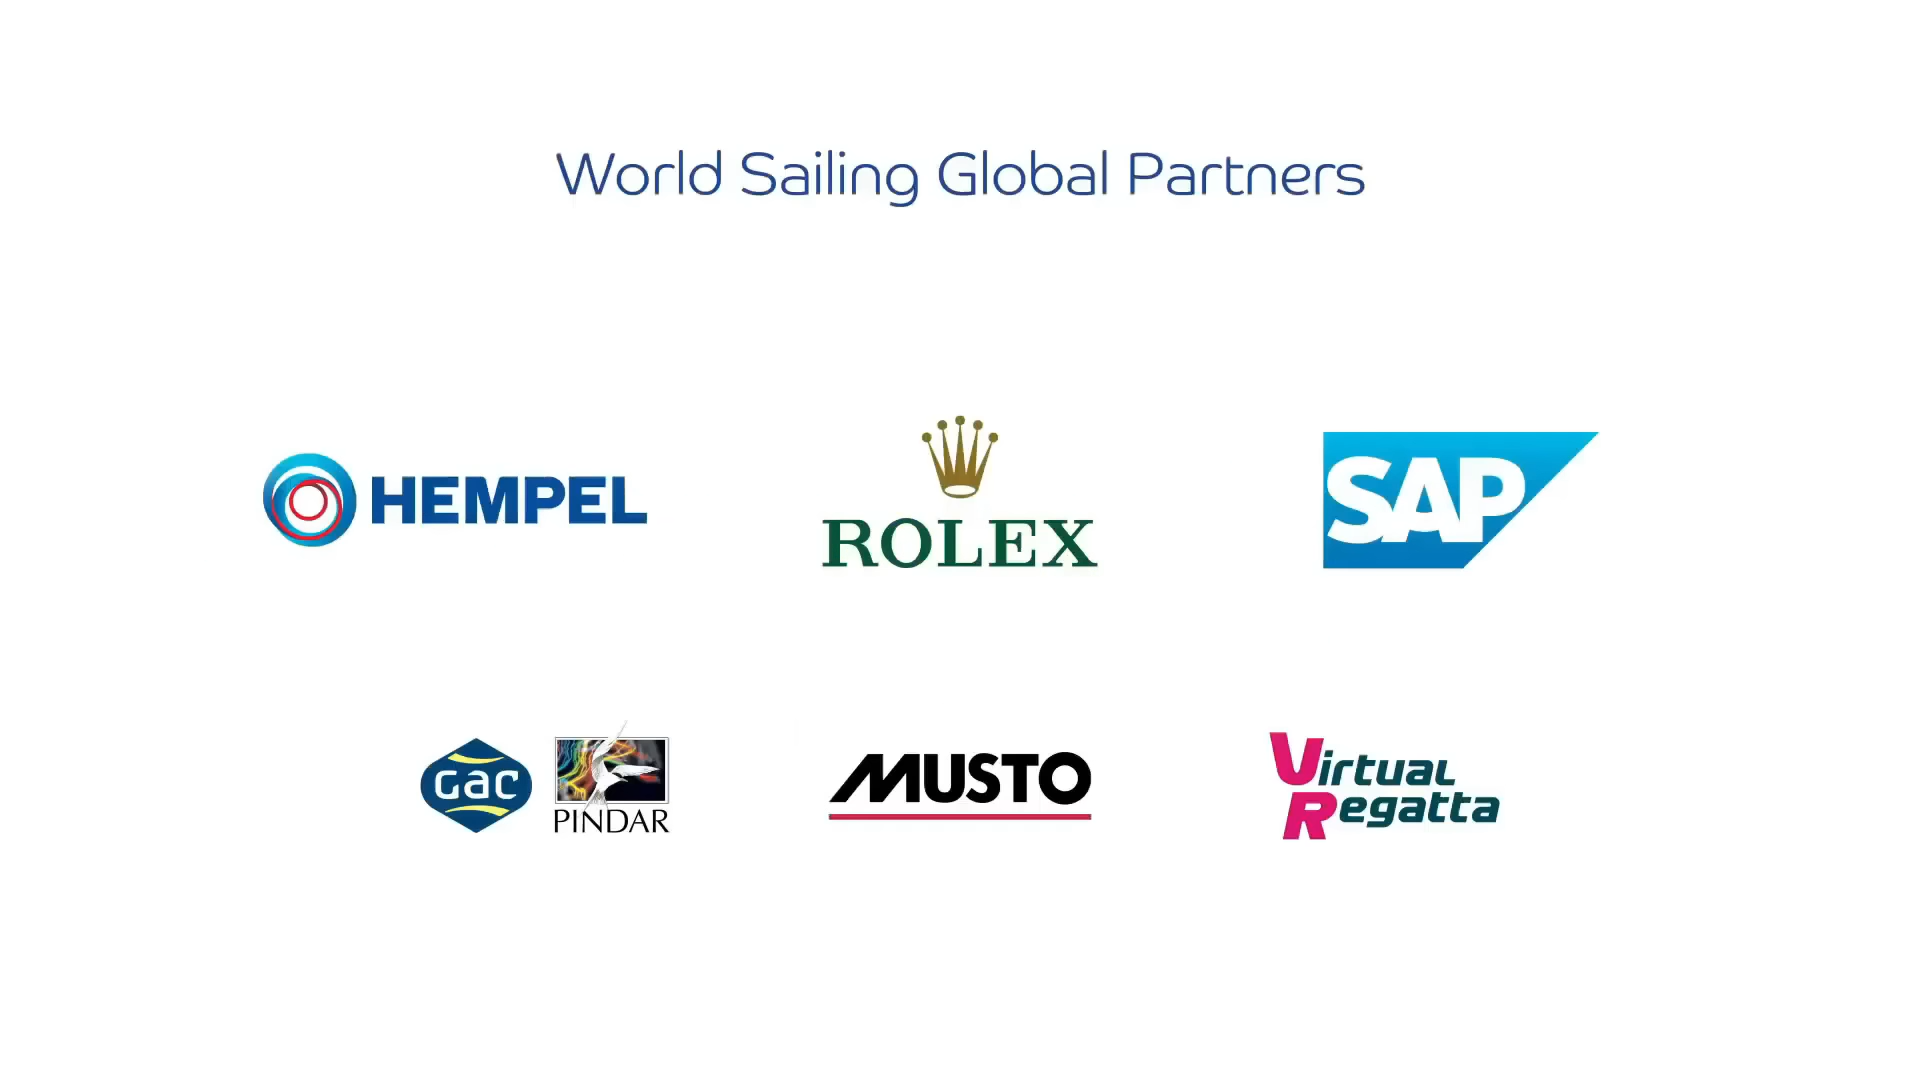 World Sailing Global Partners
HEMPEL
ROLEX
SAP
GAC
PINDAR
MUSTO
Virtual
Regatta